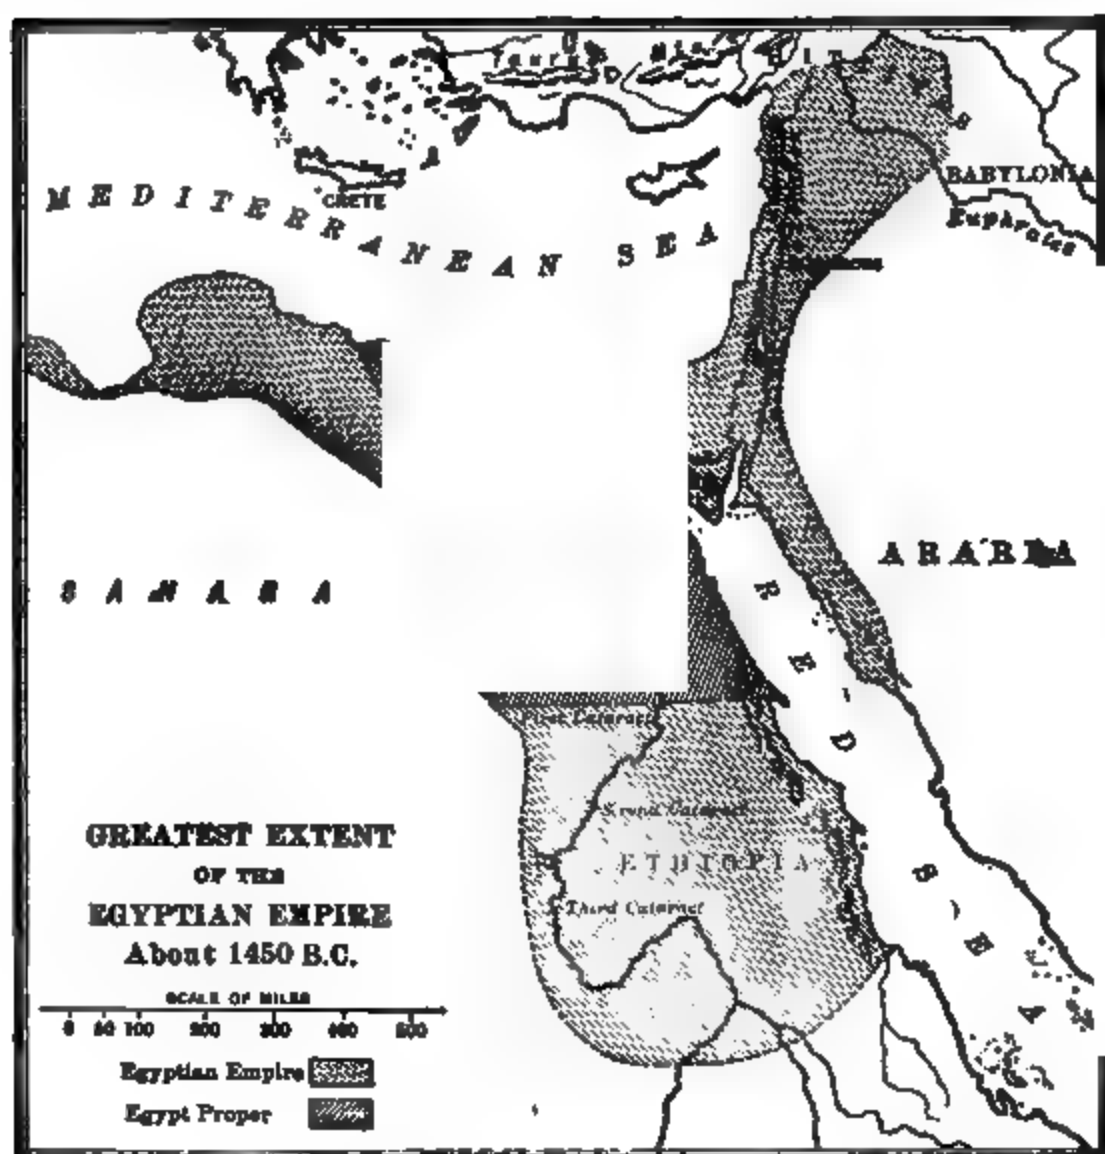 MEDITERRANEAN SEA
CRETE
BABYLONIA
Euphrates
ARABIA
RED SEA
First Cataract
Second Cataract
ETHIOPIA
Third Cataract
GREATEST EXTENT
OF THE
EGYPTIAN EMPIRE
About 1450 B.C.
SCALE OF MILES
0 50 100 200 300 400 500
Egyptian Empire
Egypt Proper